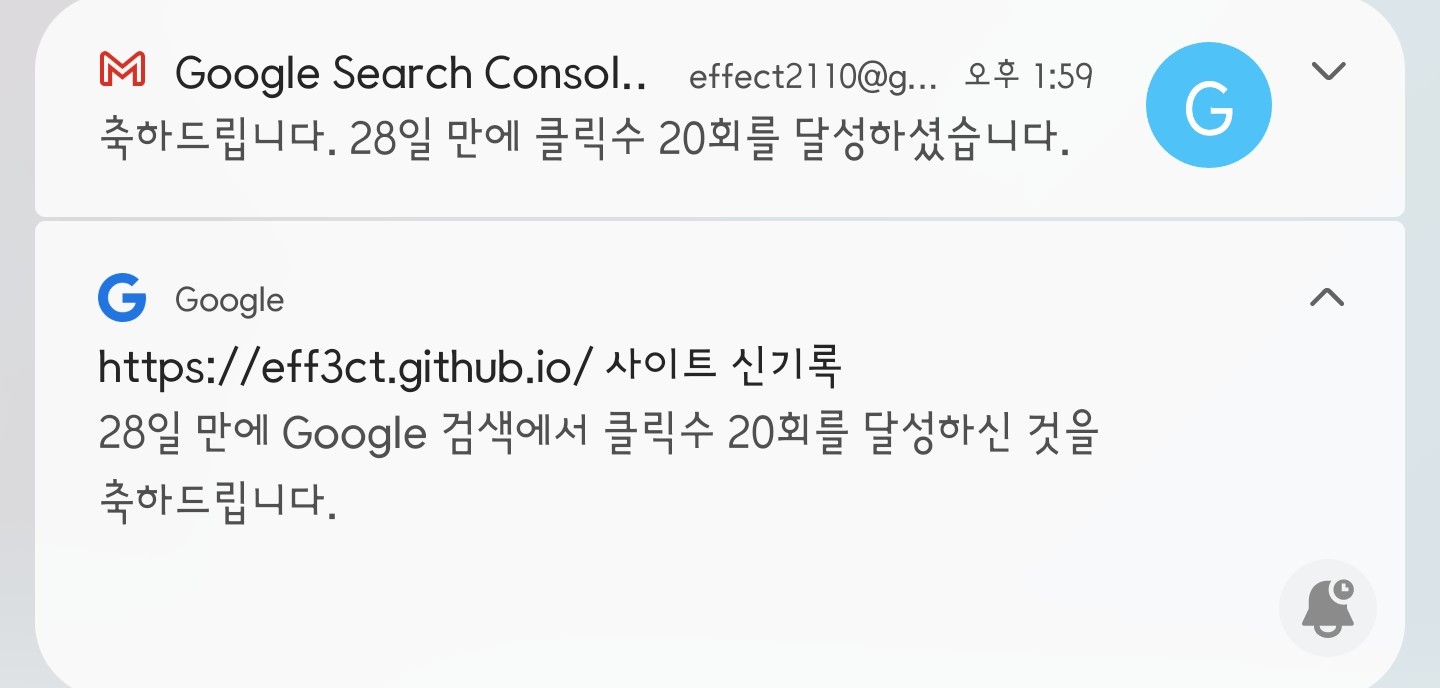 Google Search Consol.. effect2110@g... 오후 1:59
축하드립니다. 28일 만에 클릭수 20회를 달성하셨습니다.
G
Google
https://eff3ct.github.io/ 사이트 신기록
28일 만에 Google 검색에서 클릭수 20회를 달성하신 것을
축하드립니다.